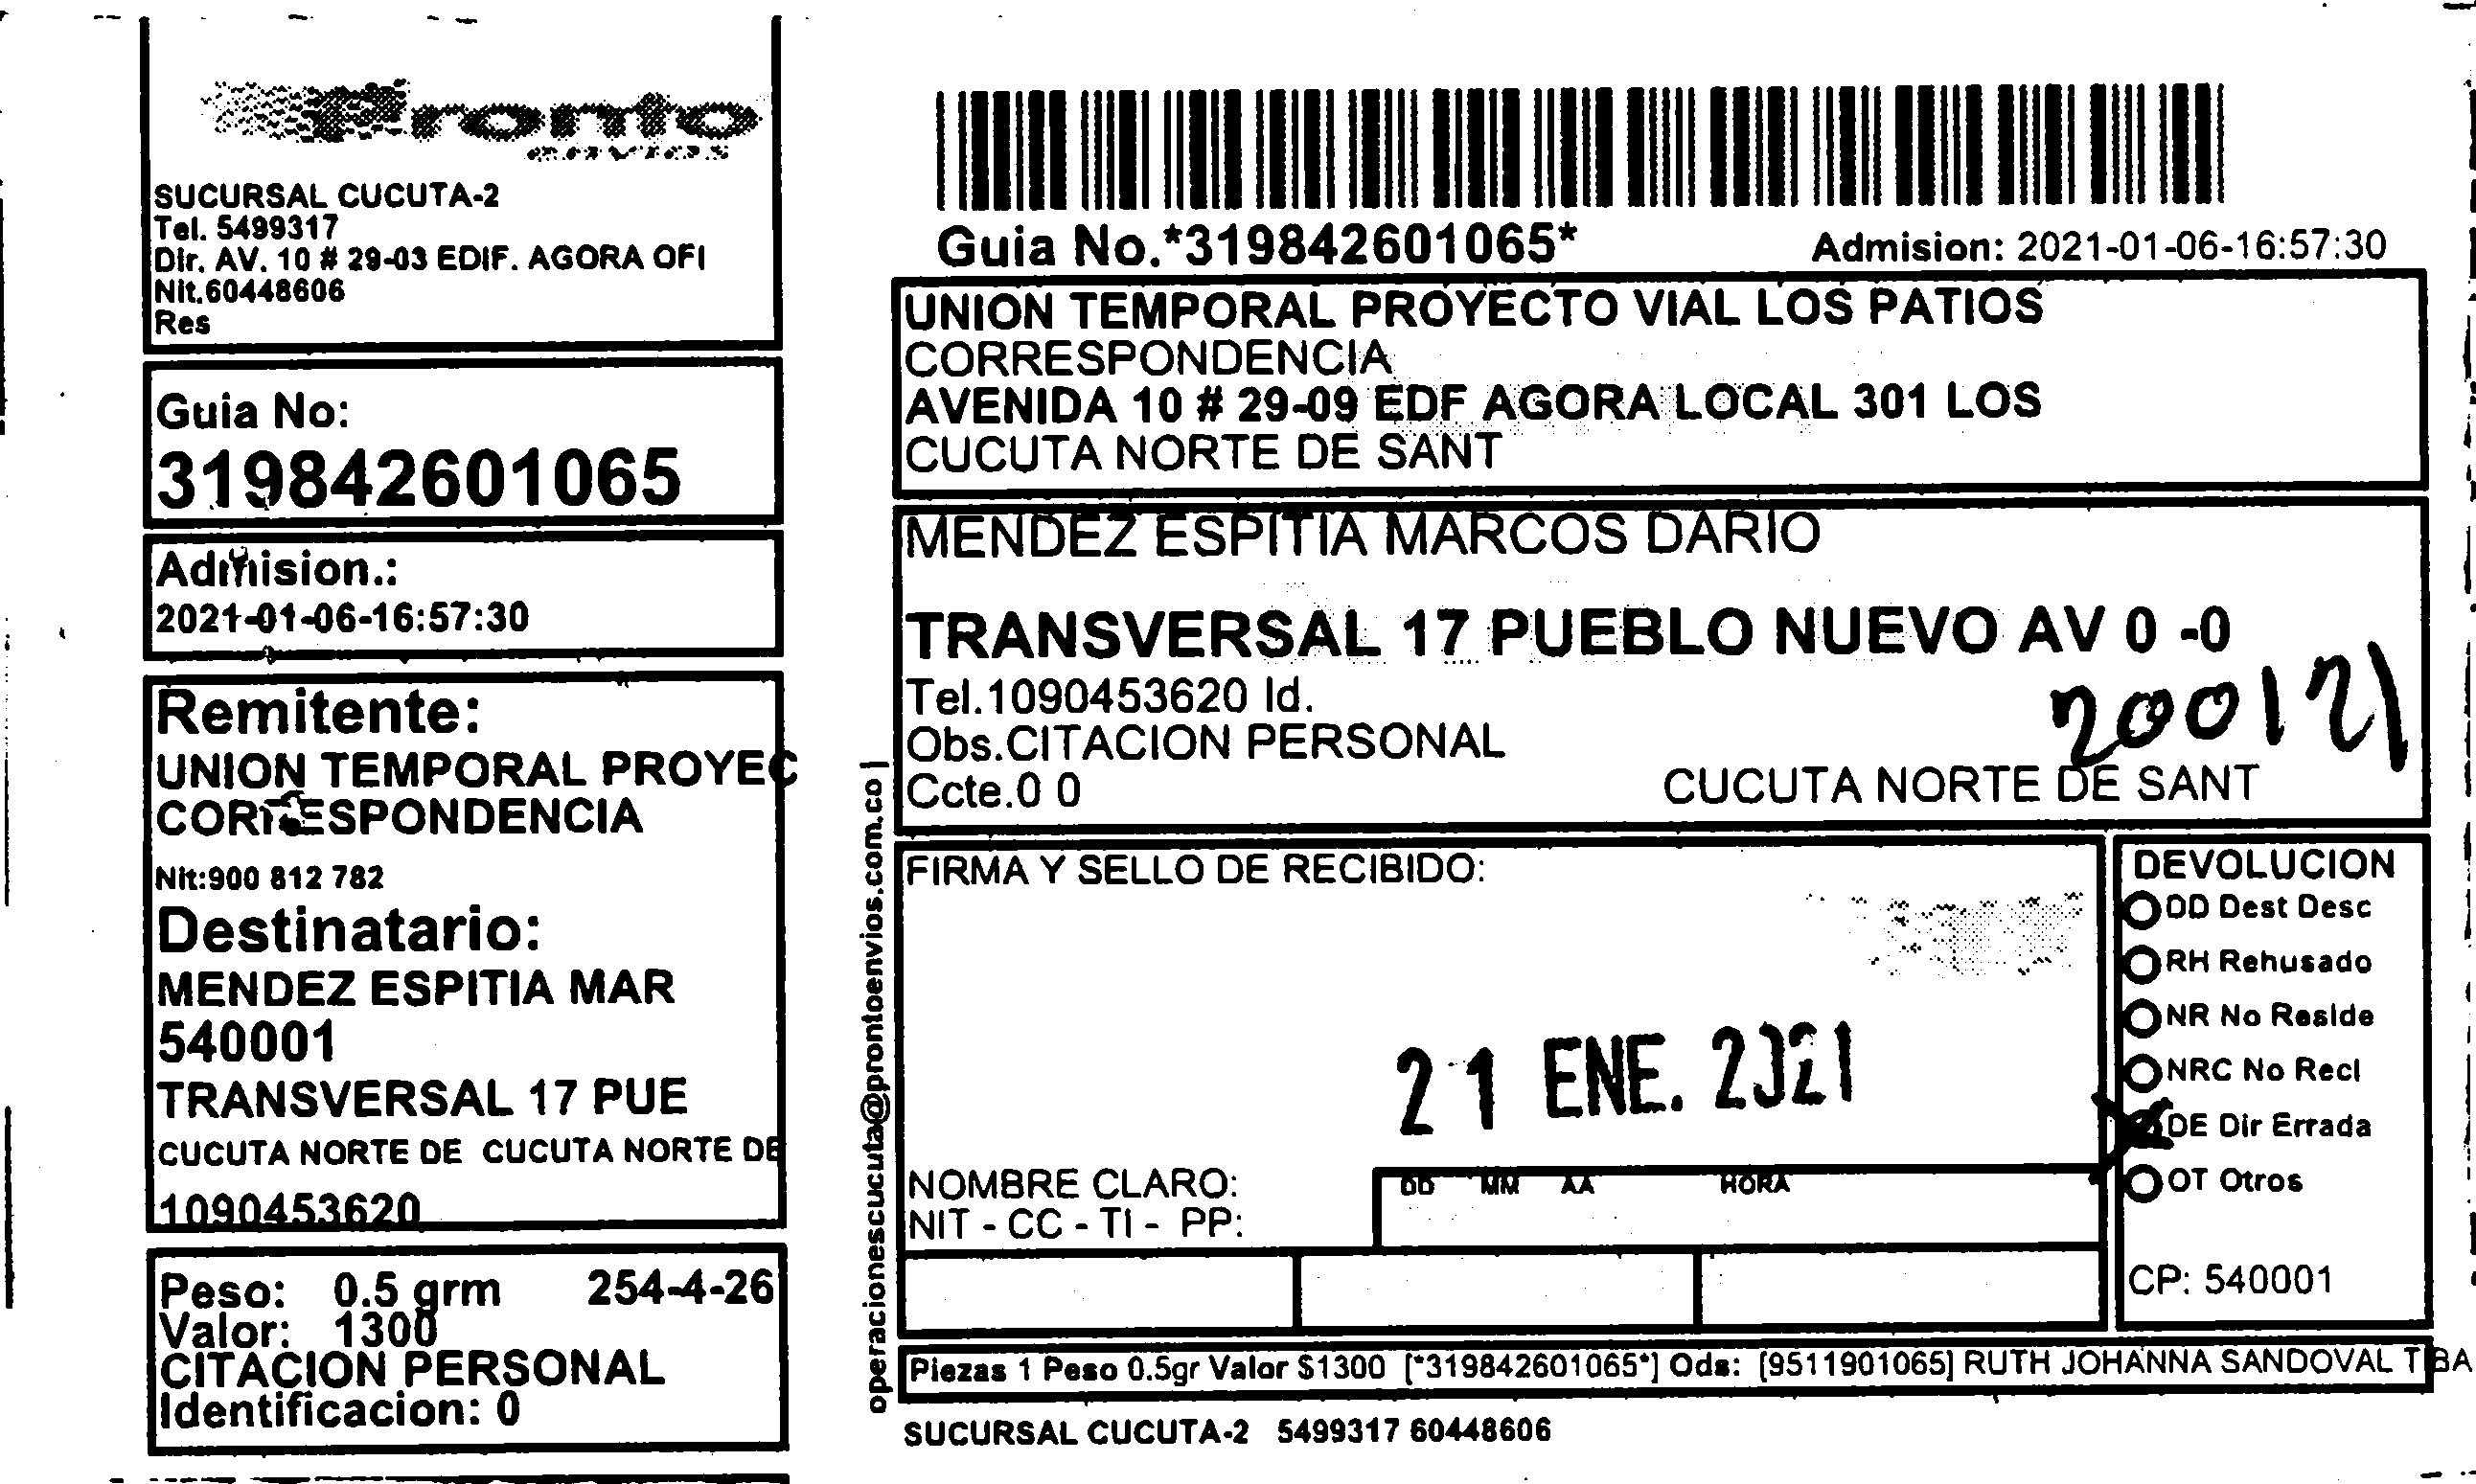 Pronto
envios
SUCURSAL CUCUTA-2
Tel. 5499317
Dir. AV. 10 # 29-03 EDIF. AGORA OFI
Nit.60448606
Res
Guia No:
319842601065
Admision.:
2021-01-06-16:57:30
Remitente:
UNION TEMPORAL PROYEC
CORRESPONDENCIA
Nit:900 812 782
Destinatario:
MENDEZ ESPITIA MAR
540001
TRANSVERSAL 17 PUE
CUCUTA NORTE DE CUCUTA NORTE DE
1090453620
Peso: 0.5 grm 254-4-26
Valor: 1300
CITACION PERSONAL
Identificacion: 0
operacionescucuta@prontoenvios.com.co |
Guia No.*319842601065* Admision: 2021-01-06-16:57:30
UNION TEMPORAL PROYECTO VIAL LOS PATIOS
CORRESPONDENCIA
AVENIDA 10 # 29-09 EDF AGORA LOCAL 301 LOS
CUCUTA NORTE DE SANT
MENDEZ ESPITIA MARCOS DARIO
TRANSVERSAL 17 PUEBLO NUEVO AV 0 -0
Tel.1090453620 Id.
200121
Obs.CITACION PERSONAL
Ccte.0 0 CUCUTA NORTE DE SANT
FIRMA Y SELLO DE RECIBIDO:
21 ENE. 2021
NOMBRE CLARO:
NIT - CC - TI - PP:
DD MM AA HORA
DEVOLUCION
DD Dest Desc
RH Rehusado
NR No Reside
NRC No Recl
DE Dir Errada
OT Otros
CP: 540001
Piezas 1 Peso 0.5gr Valor $1300 [*319842601065*] Ods: [9511901065] RUTH JOHANNA SANDOVAL TIBA
SUCURSAL CUCUTA-2 5499317 60448606